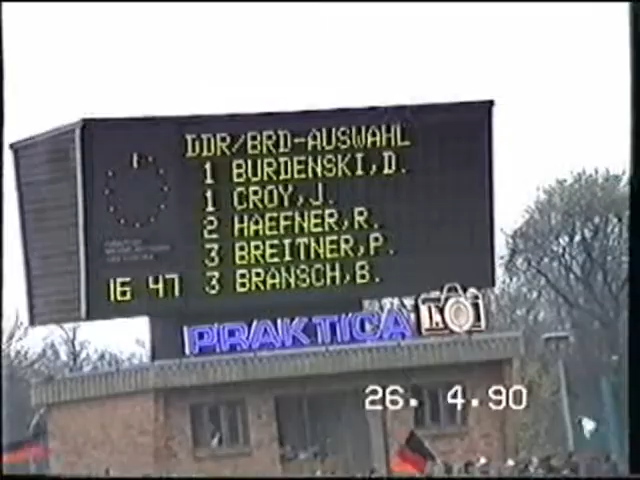 DDR/BRD-AUSWAHL
1 BURDENSKI,D.
1 CROY,J.
2 HAEFNER,R.
3 BREITNER,P.
16 47 3 BRANSCH,B.
PRAKTICA
26. 4.90